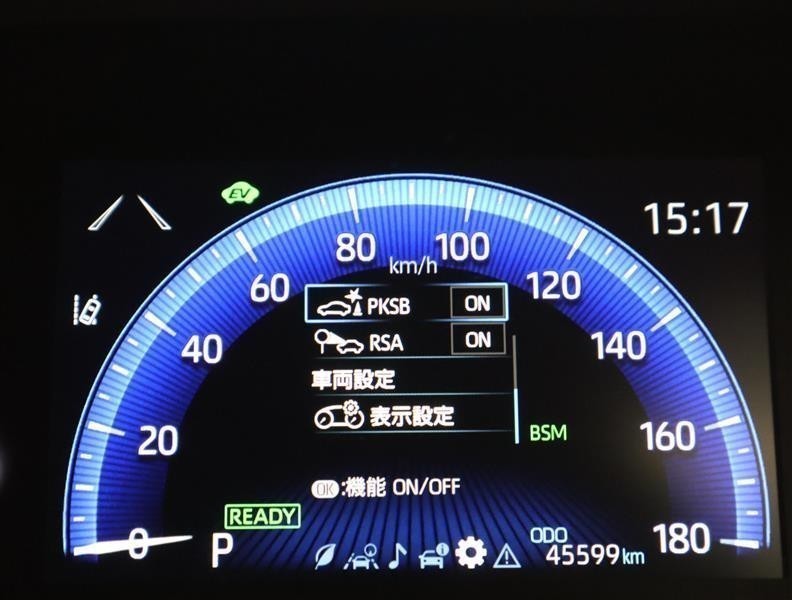 EV
15:17
80 100
km/h
60 120
PKSB ON
RSA ON
40 140
車両設定
表示設定
20 BSM 160
OK:機能 ON/OFF
READY
0 P ODO 180
45599km